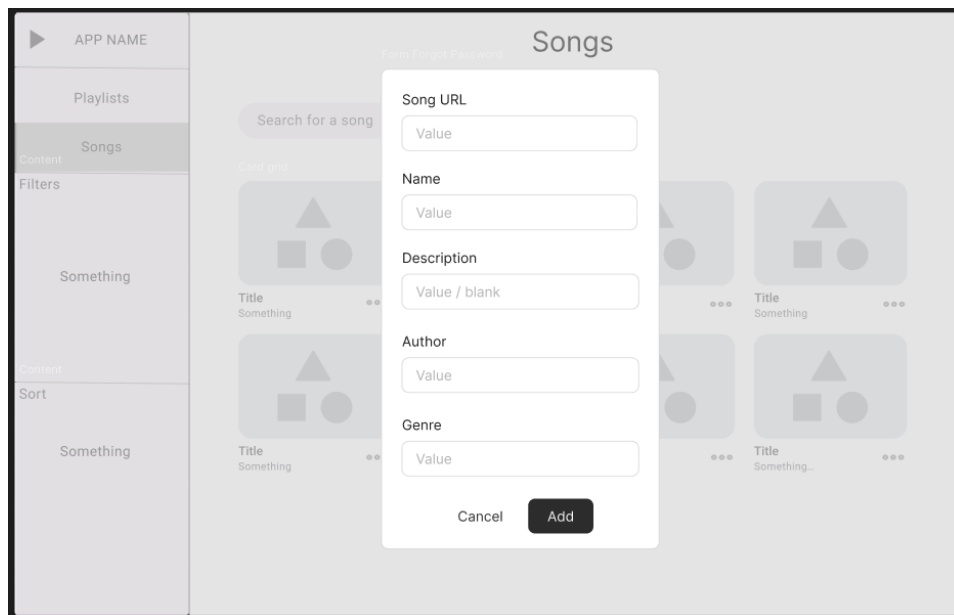 APP NAME
Playlists
Songs
Content
Filters
Something
Content
Sort
Something
Songs
Form Forgot Password
Search for a song
Card grid
Title
Something
Title
Something
Title
Something
Title
Something...
Song URL
Value
Name
Value
Description
Value / blank
Author
Value
Genre
Value
Cancel
Add